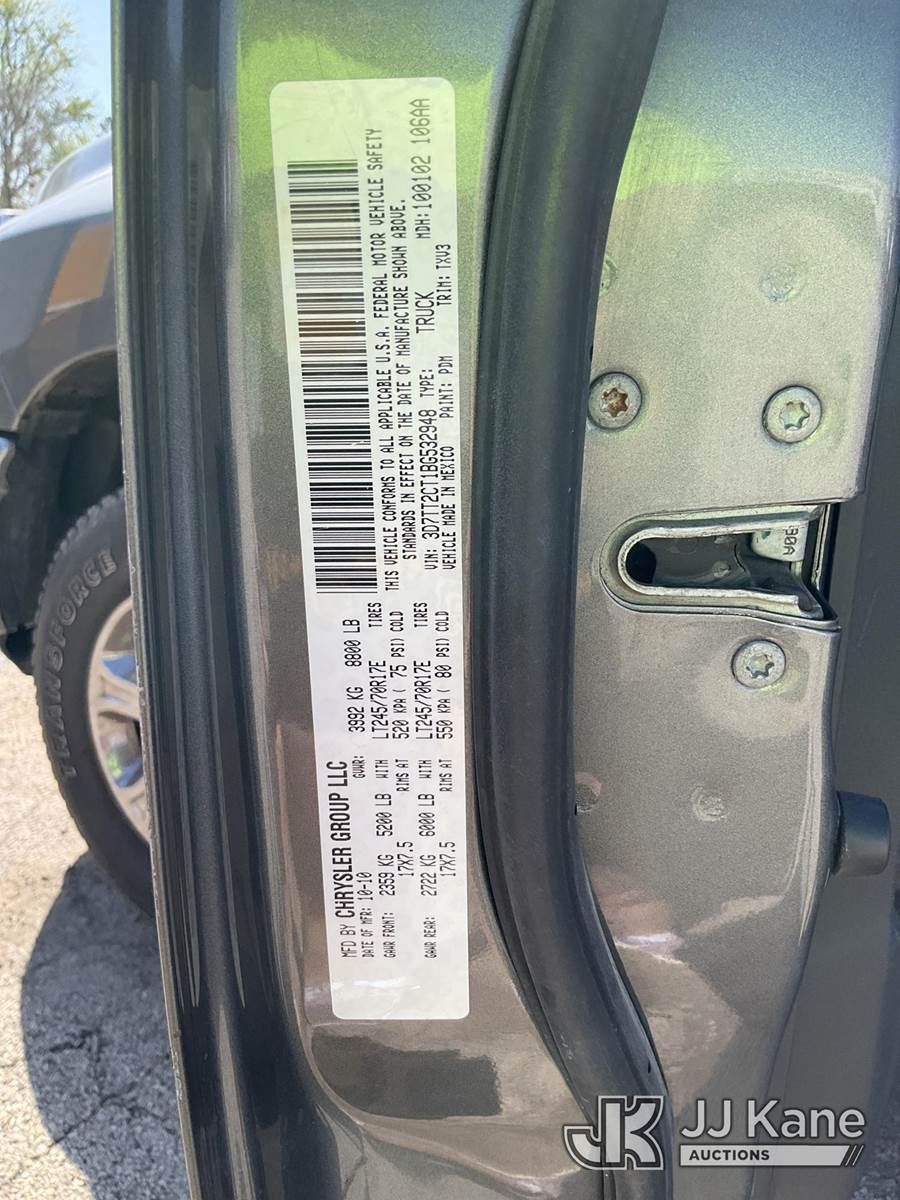 MFD BY CHRYSLER GROUP LLC
DATE OF MFR: 10-10 GVWR: 3992 KG 8800 LB
GAWR FRONT: 2359 KG 5200 LB WITH LT245/70R17E TIRES
17X7.5 RIMS AT 520 KPA ( 75 PSI) COLD
GAWR REAR: 2722 KG 6000 LB WITH LT245/70R17E TIRES
17X7.5 RIMS AT 550 KPA ( 80 PSI) COLD
THIS VEHICLE CONFORMS TO ALL APPLICABLE U.S.A. FEDERAL MOTOR VEHICLE SAFETY
STANDARDS IN EFFECT ON THE DATE OF MANUFACTURE SHOWN ABOVE.
VIN: 3D7TT2CT1BG532948 TYPE: TRUCK MDH:100102 106AA
VEHICLE MADE IN MEXICO PAINT: PDM TRIM: TXV3
TRANSFORCE
JK JJ Kane
AUCTIONS